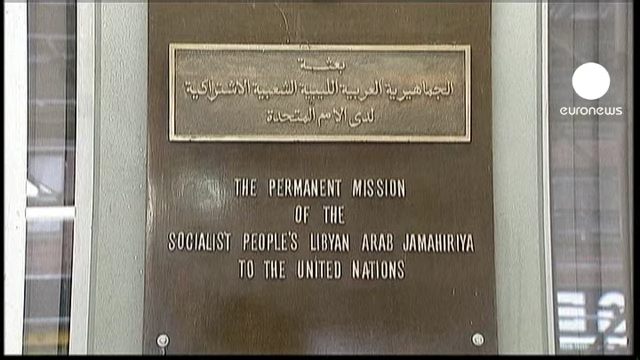 بعثـــة
الجماهيرية العربية الليبية الشعبية الاشتراكية
لدى الأمم المتحدة
THE PERMANENT MISSION
OF THE
SOCIALIST PEOPLE'S LIBYAN ARAB JAMAHIRIYA
TO THE UNITED NATIONS
euronews